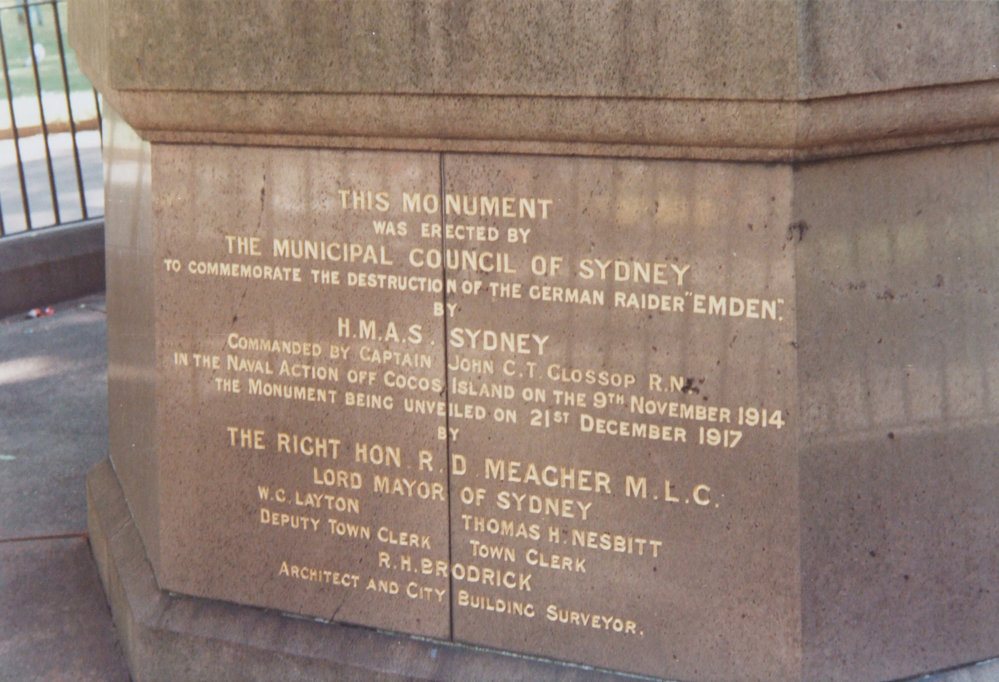 THIS MONUMENT
WAS ERECTED BY
THE MUNICIPAL COUNCIL OF SYDNEY
TO COMMEMORATE THE DESTRUCTION OF THE GERMAN RAIDER "EMDEN",
BY
H.M.A.S. SYDNEY
COMMANDED BY CAPTAIN JOHN C.T. GLOSSOP R.N.
IN THE NAVAL ACTION OFF COCOS ISLAND ON THE 9TH NOVEMBER 1914
THE MONUMENT BEING UNVEILED ON 21ST DECEMBER 1917
BY
THE RIGHT HON. R.D. MEAGHER M.L.C.
LORD MAYOR OF SYDNEY
W.G. LAYTON THOMAS H. NESBITT
DEPUTY TOWN CLERK TOWN CLERK
R.H. BRODRICK
ARCHITECT AND CITY BUILDING SURVEYOR.